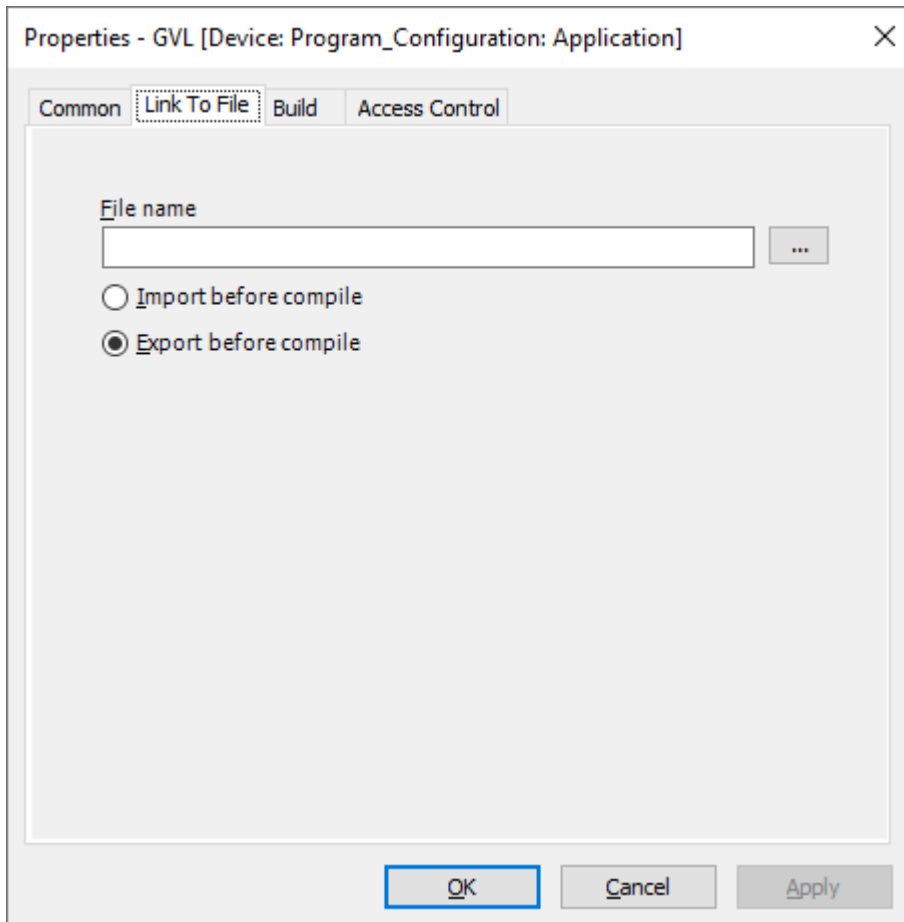 Properties - GVL [Device: Program_Configuration: Application]
Common Link To File Build Access Control
File name
...
Import before compile
Export before compile
OK Cancel Apply